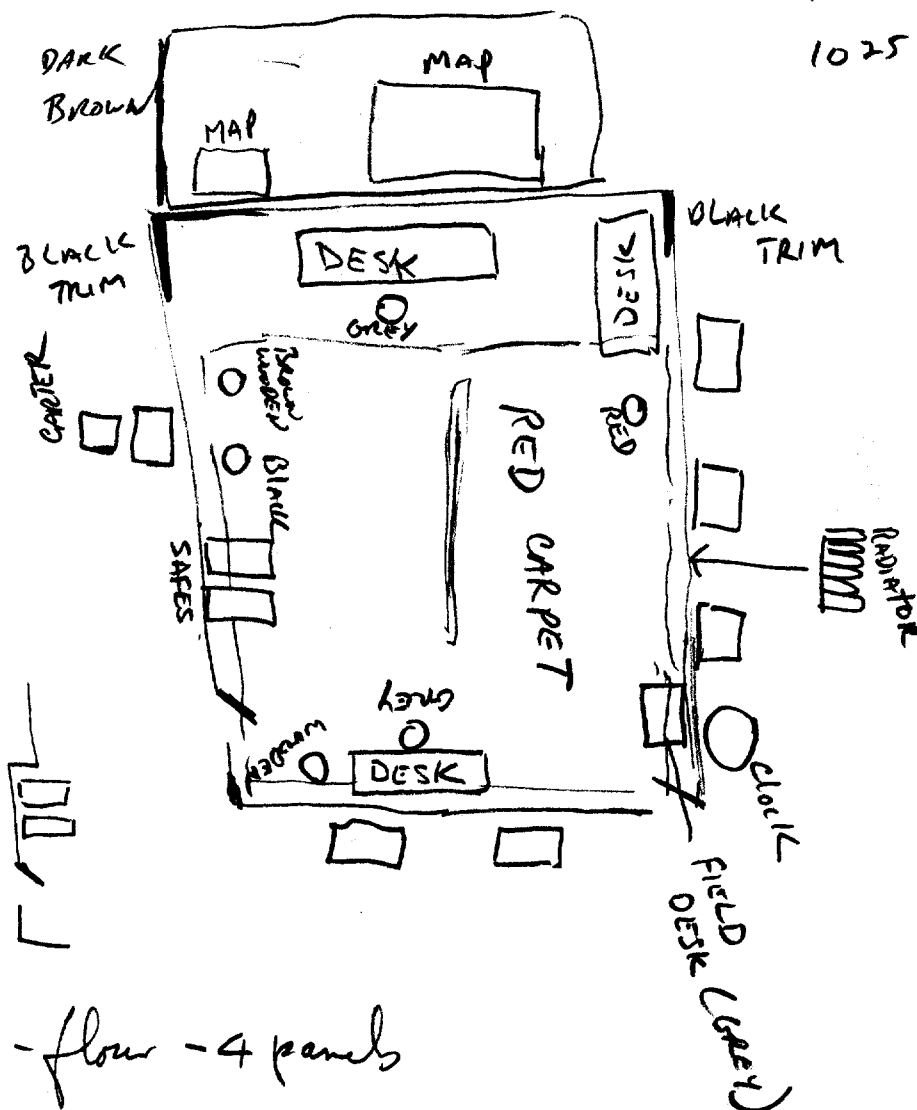 1025
DARK
BROWN
MAP
MAP
BLACK
TRIM
BLACK
TRIM
DESK
DESK
GREY
BROWN
WOODEN
CARTER
RED
BLACK
RED CARPET
SAFES
RADIATOR
GREY
WOODEN
DESK
CLOCK
FIELD
DESK (GREY)
- floor - 4 panels